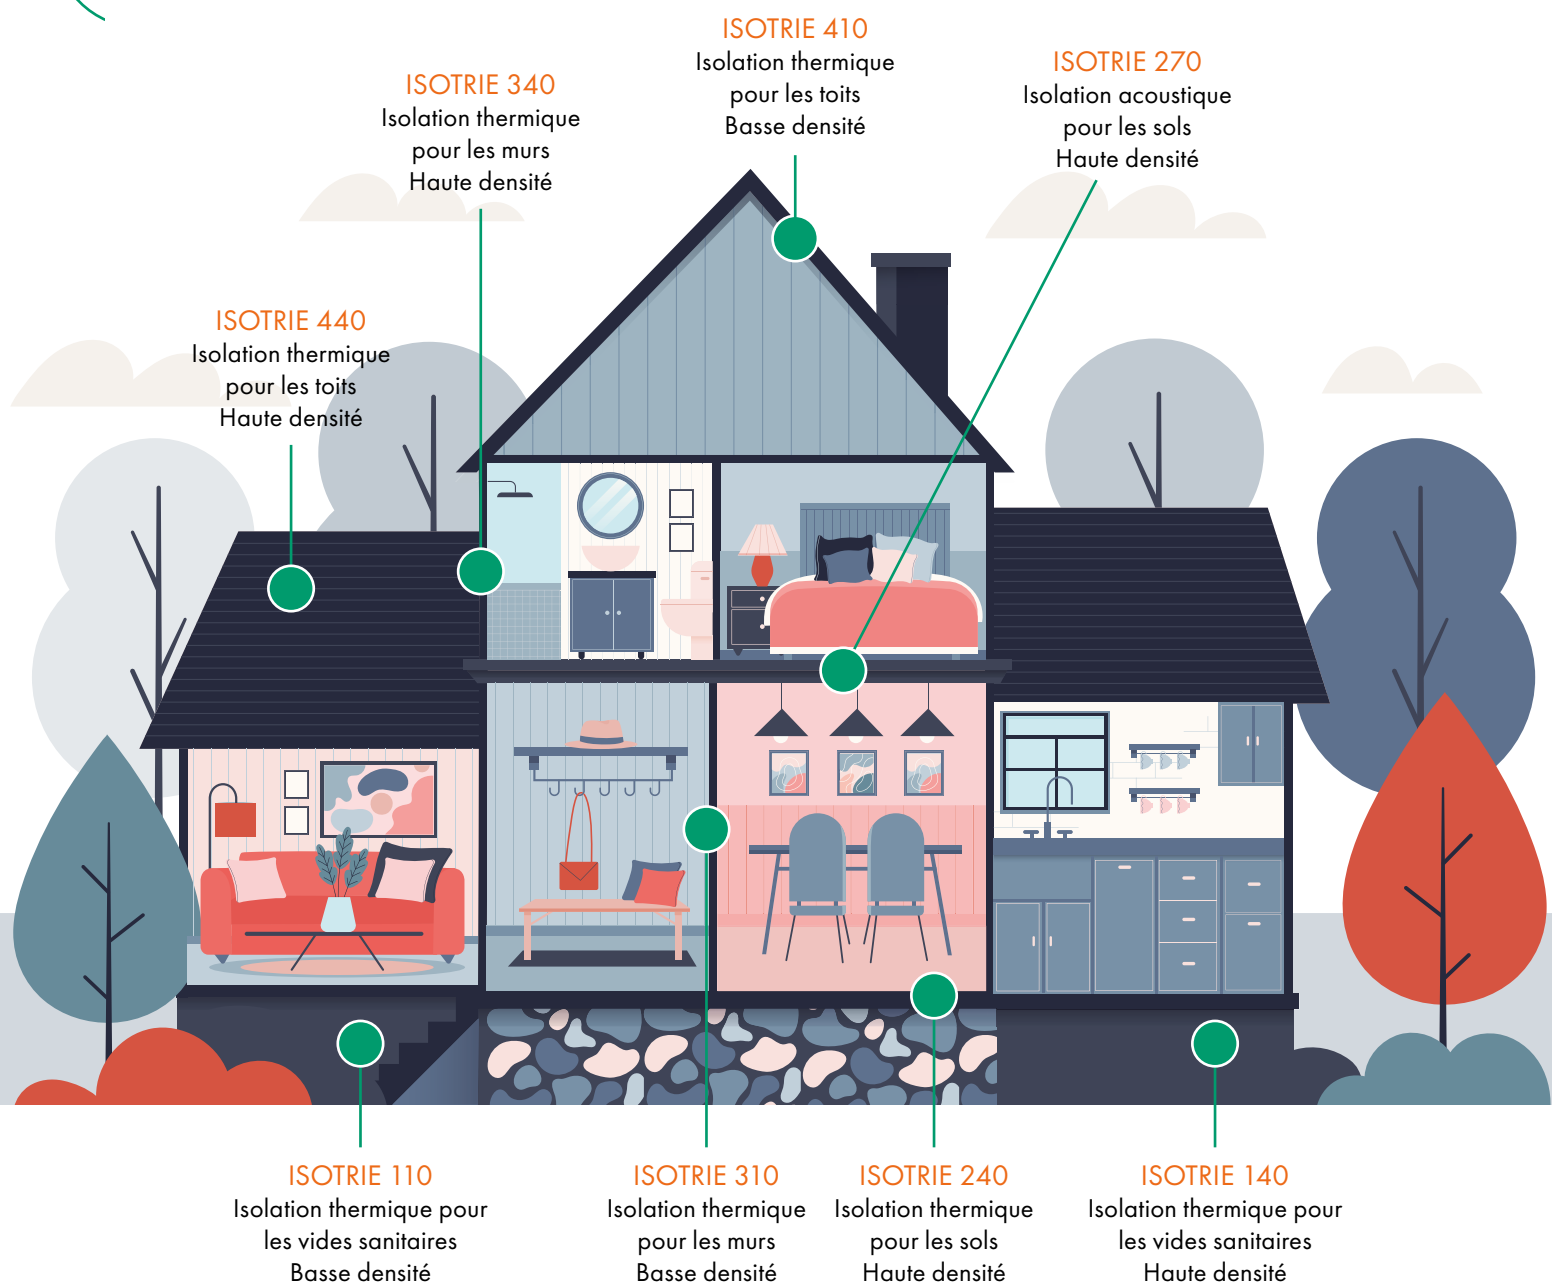 ISOTRIE 410
Isolation thermique
pour les toits
Basse densité
ISOTRIE 270
Isolation acoustique
pour les sols
Haute densité
ISOTRIE 340
Isolation thermique
pour les murs
Haute densité
ISOTRIE 440
Isolation thermique
pour les toits
Haute densité
ISOTRIE 110
Isolation thermique pour
les vides sanitaires
Basse densité
ISOTRIE 310
Isolation thermique
pour les murs
Basse densité
ISOTRIE 240
Isolation thermique
pour les sols
Haute densité
ISOTRIE 140
Isolation thermique pour
les vides sanitaires
Haute densité